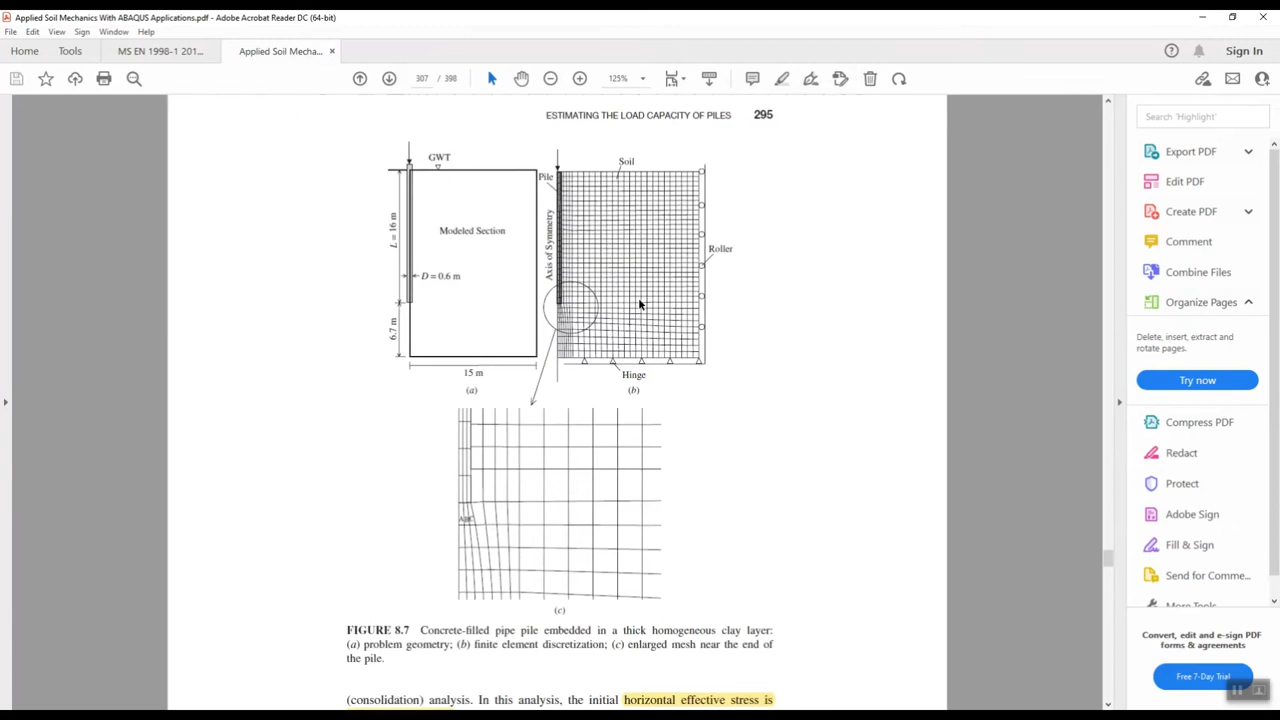 Applied Soil Mechanics With ABAQUS Applications.pdf - Adobe Acrobat Reader DC (64-bit)
File Edit View Sign Window Help
Home Tools MS EN 1998-1 201... Applied Soil Mecha... × Sign In
307 / 398 125%
ESTIMATING THE LOAD CAPACITY OF PILES 295
GWT
Soil
Pile
Modeled Section
L = 16 m
Axis of Symmetry
Roller
D = 0.6 m
6.7 m
15 m
Hinge
(a)
(b)
(c)
FIGURE 8.7 Concrete-filled pipe pile embedded in a thick homogeneous clay layer:
(a) problem geometry; (b) finite element discretization; (c) enlarged mesh near the end of
the pile.
(consolidation) analysis. In this analysis, the initial horizontal effective stress is
Search 'Highlight'
Export PDF
Edit PDF
Create PDF
Comment
Combine Files
Organize Pages
Delete, insert, extract and
rotate pages.
Try now
Compress PDF
Redact
Protect
Adobe Sign
Fill & Sign
Send for Comme...
More Tools
Convert, edit and e-sign PDF
forms & agreements
Free 7-Day Trial